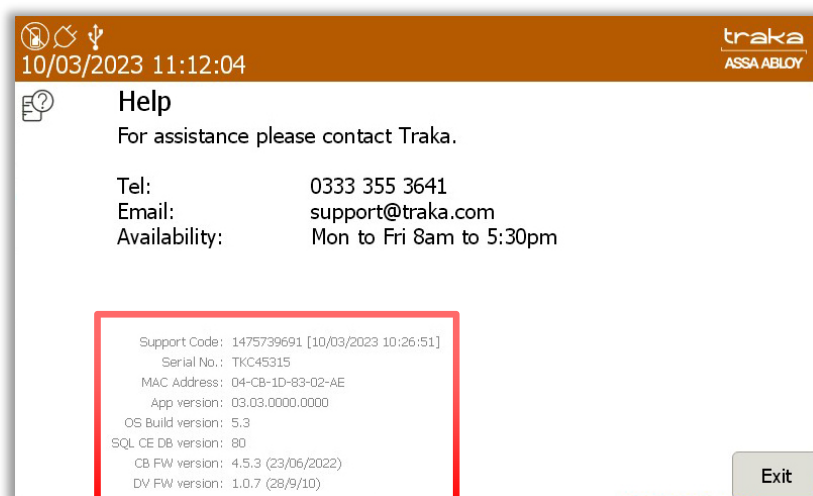 traka
10/03/2023 11:12:04
ASSA ABLOY
Help
For assistance please contact Traka.
Tel: 0333 355 3641
Email: support@traka.com
Availability: Mon to Fri 8am to 5:30pm
Support Code: 1475739691 [10/03/2023 10:26:51]
Serial No.: TKC45315
MAC Address: 04-CB-1D-83-02-AE
App version: 03.03.0000.0000
OS Build version: 5.3
SQL CE DB version: 80
CB FW version: 4.5.3 (23/06/2022)
DV FW version: 1.0.7 (28/9/10)
Exit